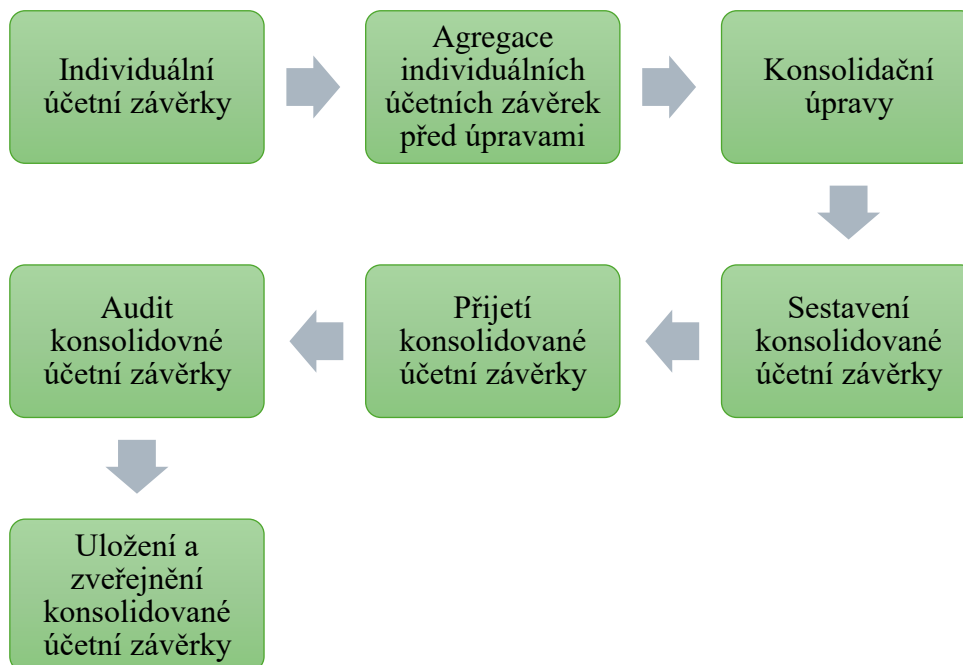 Individuální
účetní závěrky
Agregace
individuálních
účetních závěrek
před úpravami
Konsolidační
úpravy
Sestavení
konsolidované
účetní závěrky
Přijetí
konsolidované
účetní závěrky
Audit
konsolidovné
účetní závěrky
Uložení a
zveřejnění
konsolidované
účetní závěrky